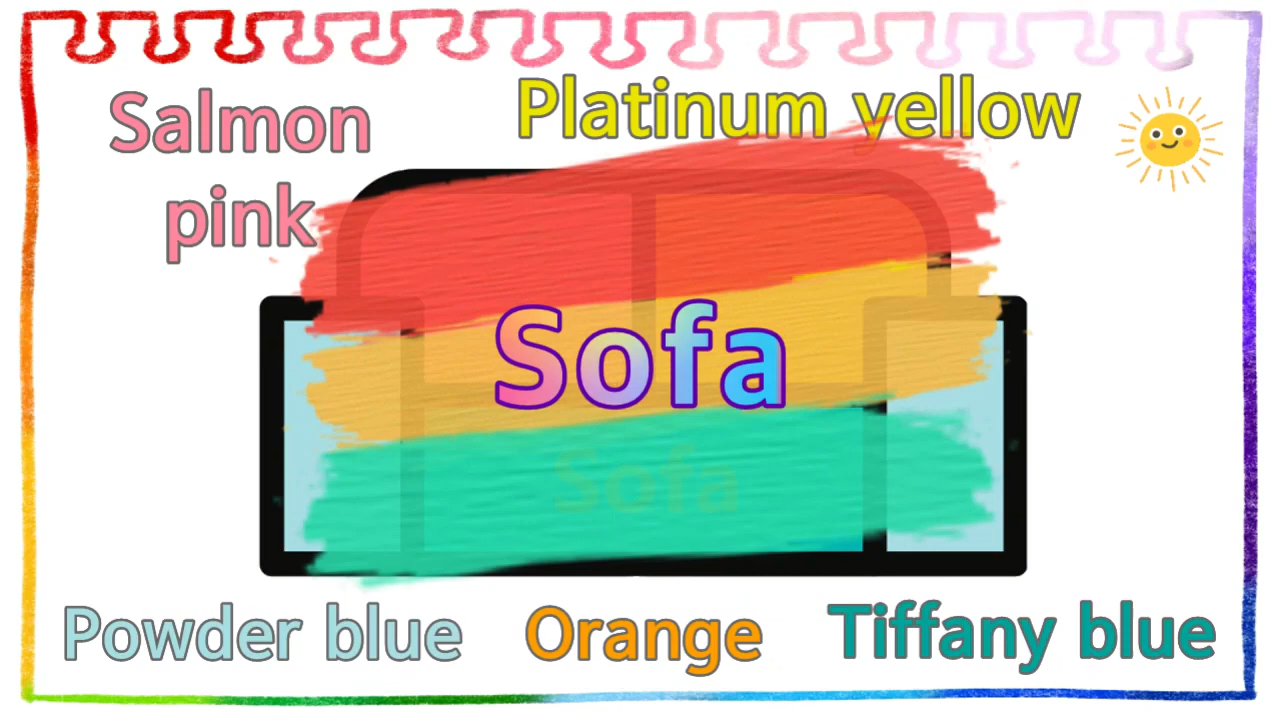 Salmon
pink
Platinum yellow
Sofa
Sofa
Powder blue
Orange
Tiffany blue